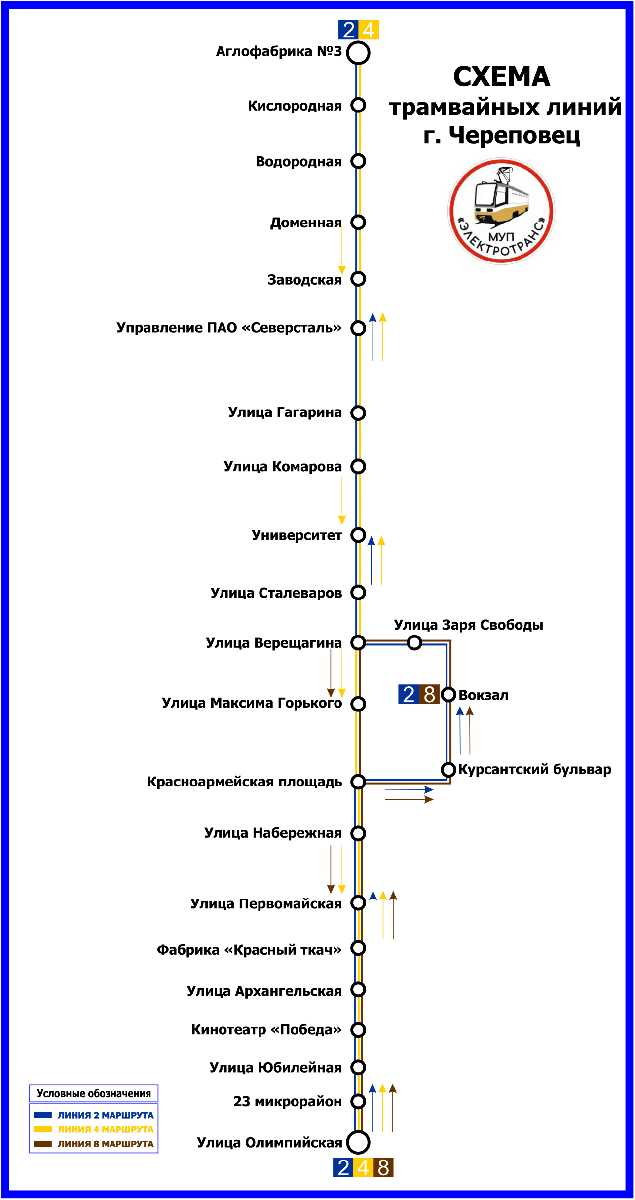 2 4
Аглофабрика №3
СХЕМА
трамвайных линий
г. Череповец
Кислородная
Водородная
Доменная
МУП
«ЭЛЕКТРОТРАНС»
Заводская
Управление ПАО «Северсталь»
Улица Гагарина
Улица Комарова
Университет
Улица Сталеваров
Улица Заря Свободы
Улица Верещагина
2 8 Вокзал
Улица Максима Горького
Курсантский бульвар
Красноармейская площадь
Улица Набережная
Улица Первомайская
Фабрика «Красный ткач»
Улица Архангельская
Кинотеатр «Победа»
Улица Юбилейная
23 микрорайон
Улица Олимпийская
2 4 8
Условные обозначения
ЛИНИЯ 2 МАРШРУТА
ЛИНИЯ 4 МАРШРУТА
ЛИНИЯ 8 МАРШРУТА